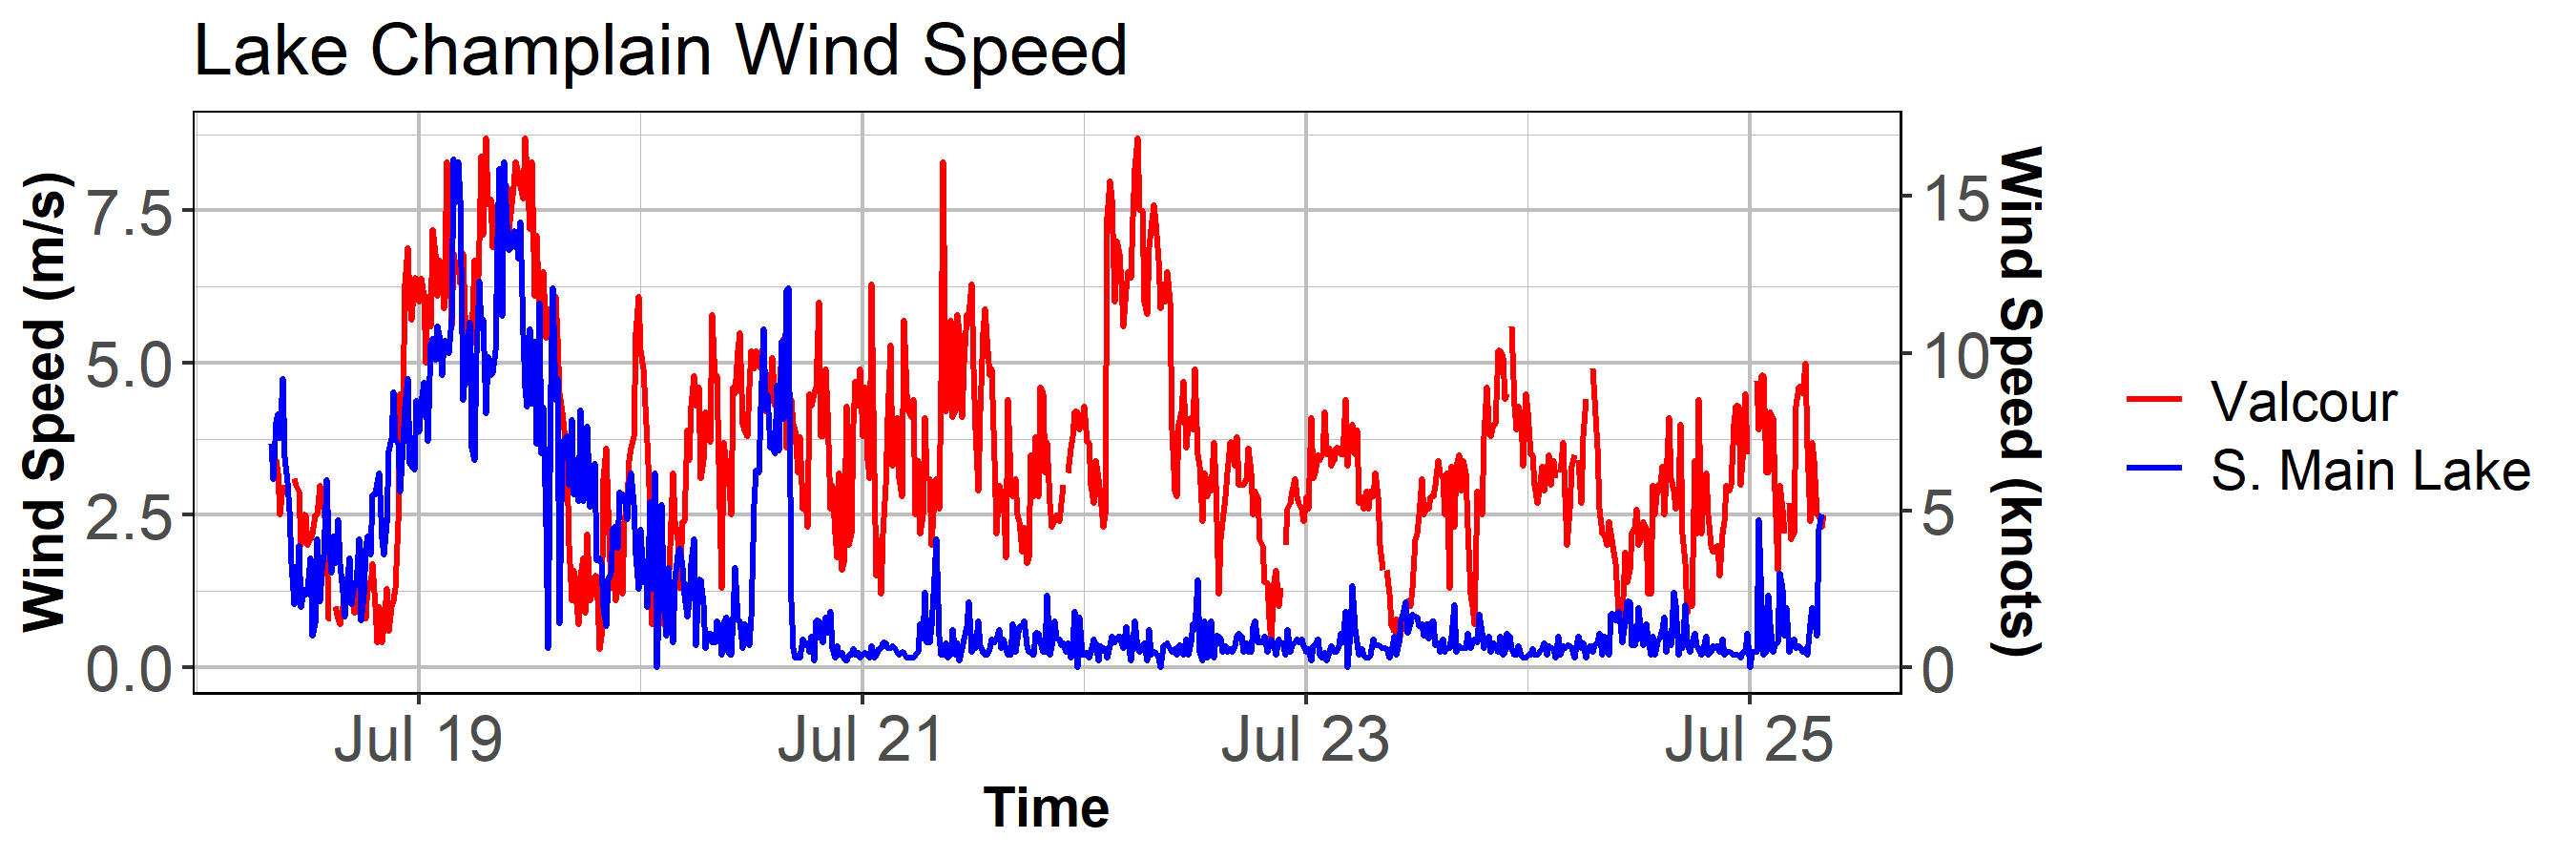 Lake Champlain Wind Speed
Wind Speed (m/s)
7.5
5.0
2.5
0.0
Wind Speed (knots)
15
10
5
0
Jul 19
Jul 21
Jul 23
Jul 25
Time
Valcour
S. Main Lake